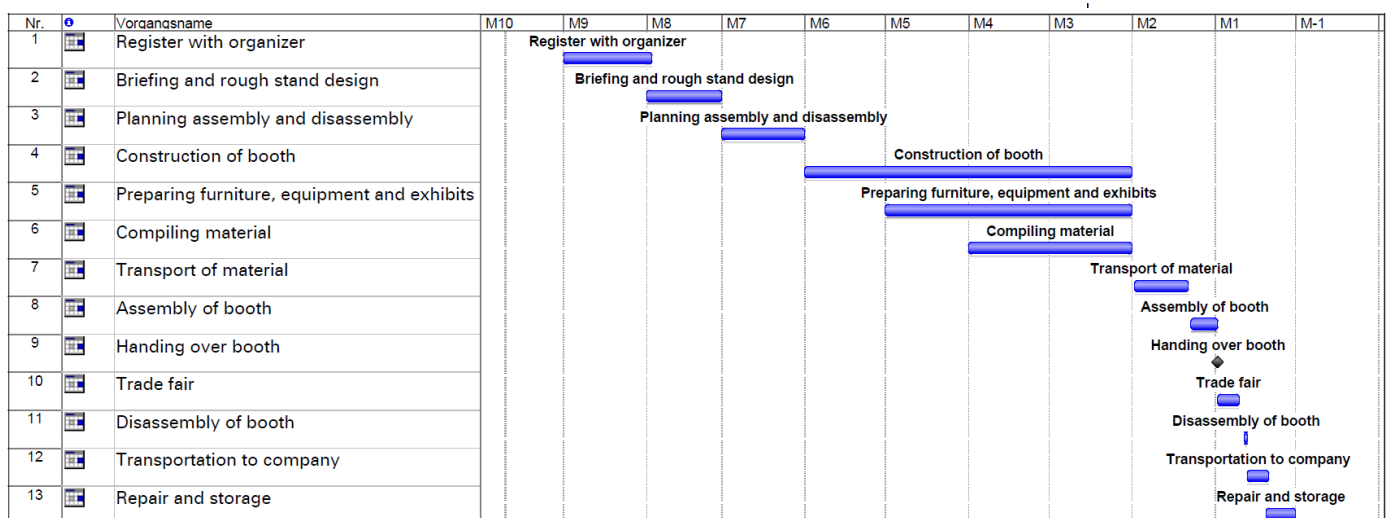 Nr. Vorgangsname M10 M9 M8 M7 M6 M5 M4 M3 M2 M1 M-1
1 Register with organizer Register with organizer
2 Briefing and rough stand design Briefing and rough stand design
3 Planning assembly and disassembly Planning assembly and disassembly
4 Construction of booth Construction of booth
5 Preparing furniture, equipment and exhibits Preparing furniture, equipment and exhibits
6 Compiling material Compiling material
7 Transport of material Transport of material
8 Assembly of booth Assembly of booth
9 Handing over booth Handing over booth
10 Trade fair Trade fair
11 Disassembly of booth Disassembly of booth
12 Transportation to company Transportation to company
13 Repair and storage Repair and storage